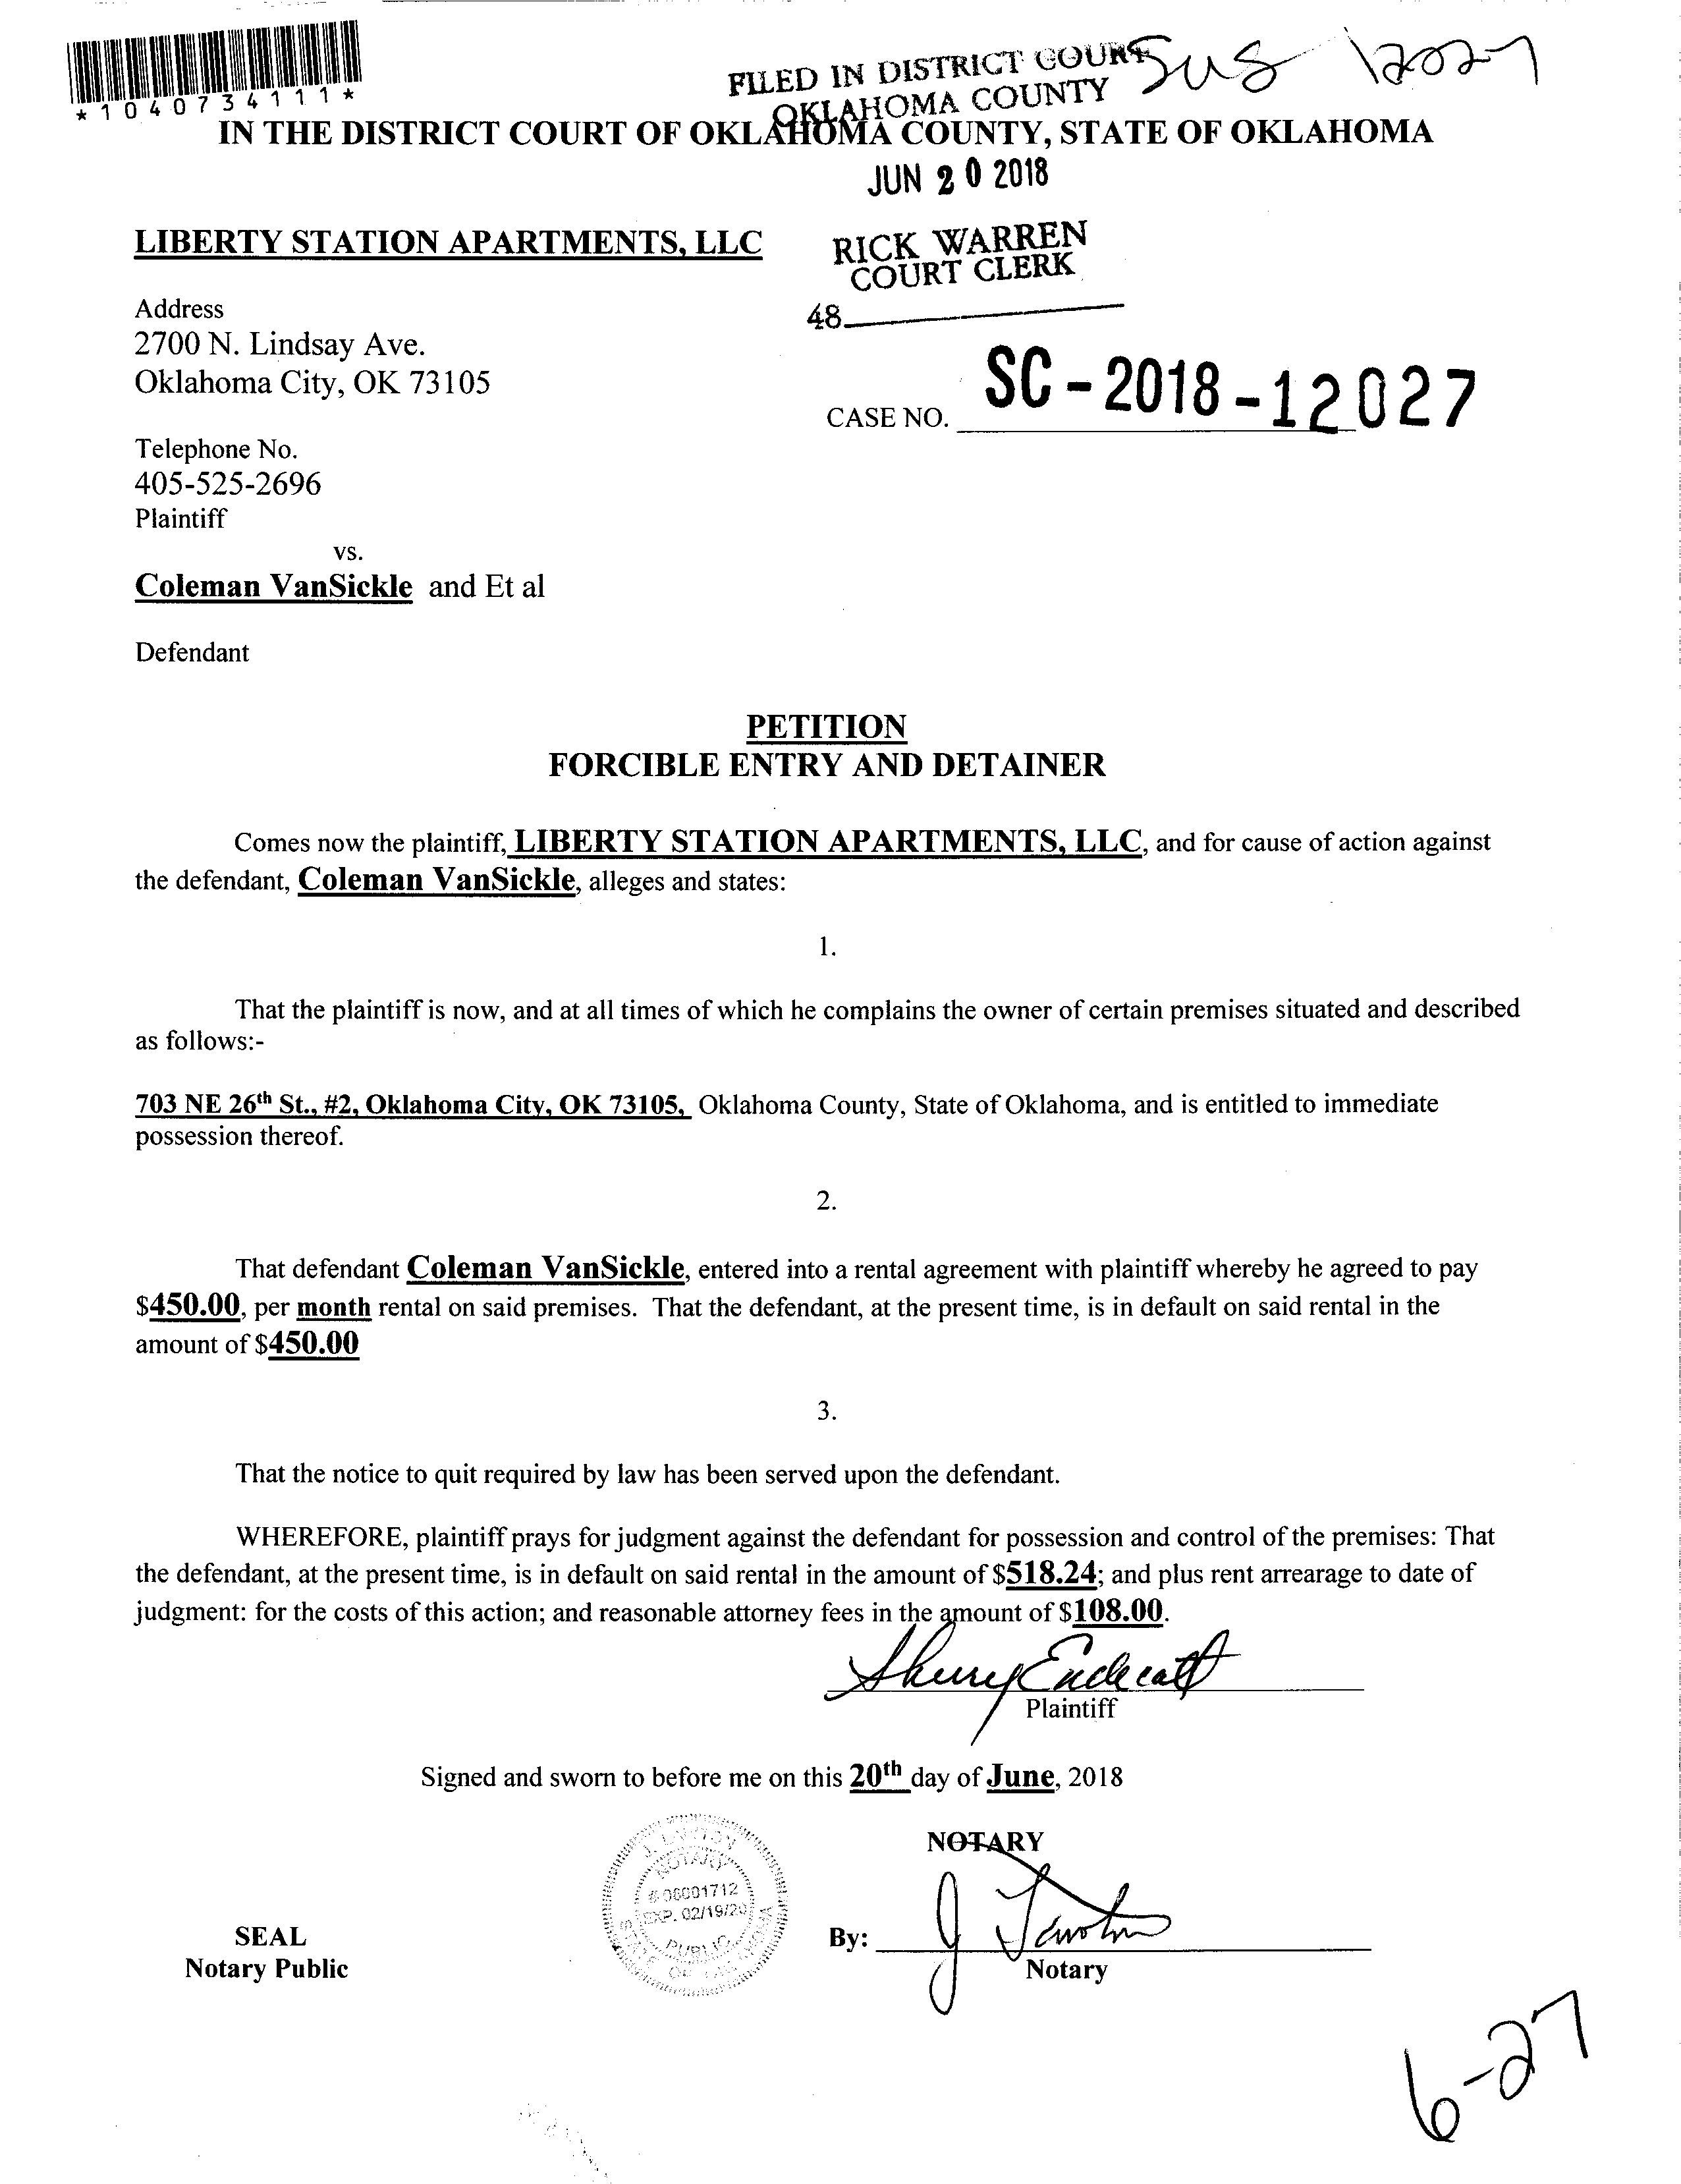 *1040734111*
FILED IN DISTRICT COURT
OKLAHOMA COUNTY
SUS 12027
IN THE DISTRICT COURT OF OKLAHOMA COUNTY, STATE OF OKLAHOMA
JUN 20 2018
LIBERTY STATION APARTMENTS, LLC
RICK WARREN
COURT CLERK
48
Address
2700 N. Lindsay Ave.
Oklahoma City, OK 73105
CASE NO. SC-2018-12027
Telephone No.
405-525-2696
Plaintiff
vs.
Coleman VanSickle and Et al
Defendant
PETITION
FORCIBLE ENTRY AND DETAINER
Comes now the plaintiff, LIBERTY STATION APARTMENTS, LLC, and for cause of action against
the defendant, Coleman VanSickle, alleges and states:
1.
That the plaintiff is now, and at all times of which he complains the owner of certain premises situated and described
as follows:-
703 NE 26th St., #2, Oklahoma City, OK 73105, Oklahoma County, State of Oklahoma, and is entitled to immediate
possession thereof.
2.
That defendant Coleman VanSickle, entered into a rental agreement with plaintiff whereby he agreed to pay
$450.00, per month rental on said premises. That the defendant, at the present time, is in default on said rental in the
amount of $450.00
3.
That the notice to quit required by law has been served upon the defendant.
WHEREFORE, plaintiff prays for judgment against the defendant for possession and control of the premises: That
the defendant, at the present time, is in default on said rental in the amount of $518.24; and plus rent arrearage to date of
judgment: for the costs of this action; and reasonable attorney fees in the amount of $108.00.
Sherry Endecott
Plaintiff
Signed and sworn to before me on this 20th day of June, 2018
NOTARY
NOTARY
# 06001712
EXP. 02/19/20
PUBLIC
STATE OF OKLAHOMA
SEAL
By:
Notary Public
Notary
6-27